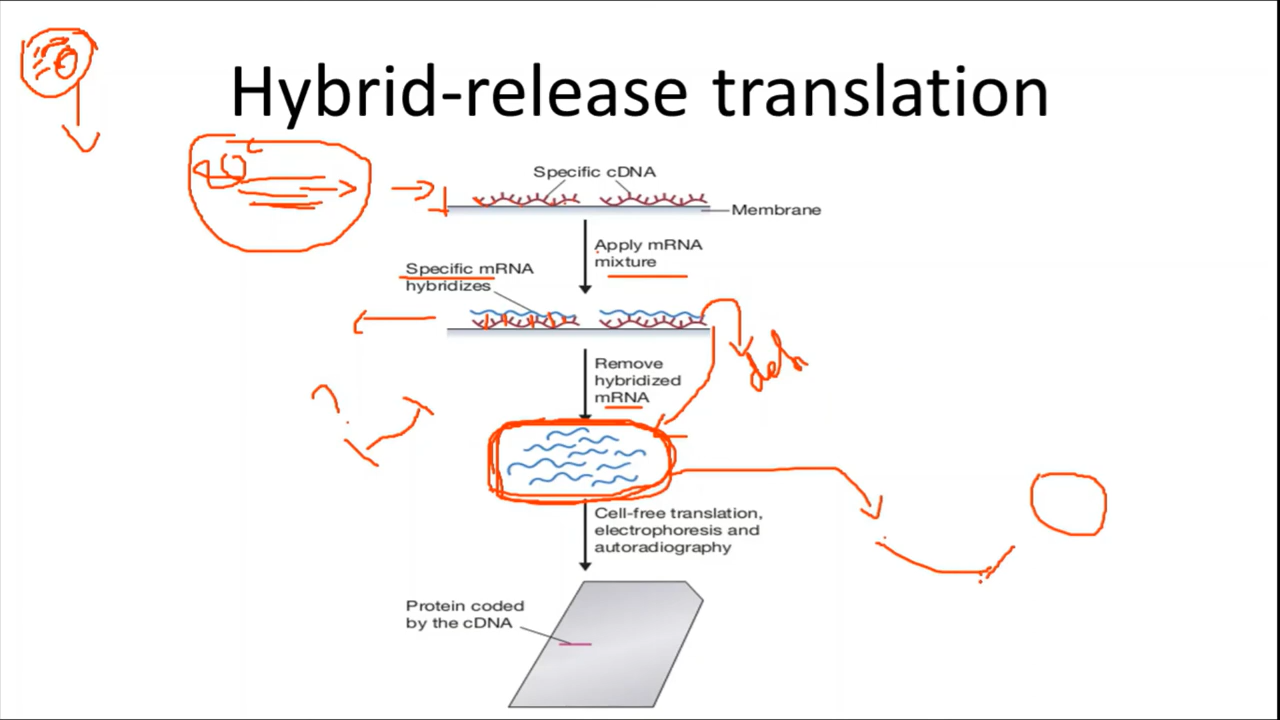 Hybrid-release translation
Specific cDNA
Membrane
Apply mRNA
mixture
Specific mRNA
hybridizes
Remove
hybridized
mRNA
?
Cell-free translation,
electrophoresis and
autoradiography
Protein coded
by the cDNA